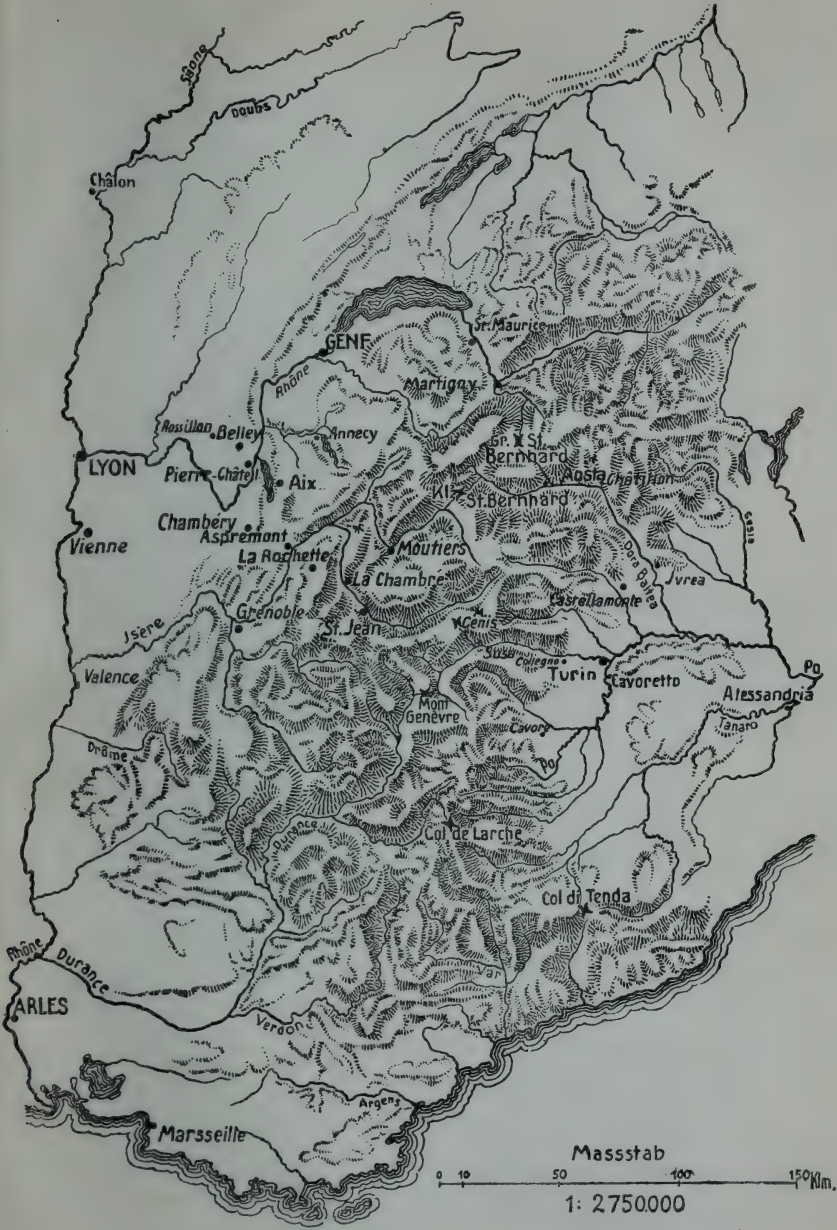 Saône
Doubs
Châlon
GENF
St. Maurice
Rhône
Martigny
Rossillon
Belley
Annecy
Gr. St.
Bernhard
LYON
Pierre-Châtel
Aix
Kl.
St. Bernhard
Aosta
Châtillon
Sesia
Vienne
Chambéry
Aspremont
La Rochette
Moutiers
La Chambre
Dora Baltea
Jvrea
Castellamonte
Grenoble
St. Jean
M.
Cenis
Jsère
Susa
Colegno
Turin
Cavoretto
Po
Valence
Mont
Genèvre
Alessandria
Tanaro
Cavor
Po
Drôme
Durance
Col de Larche
Col di Tenda
Rhône
Durance
Var
ARLES
Verdon
Argens
Marsseille
Massstab
0 10 50 100 150 Klm.
1: 2750000